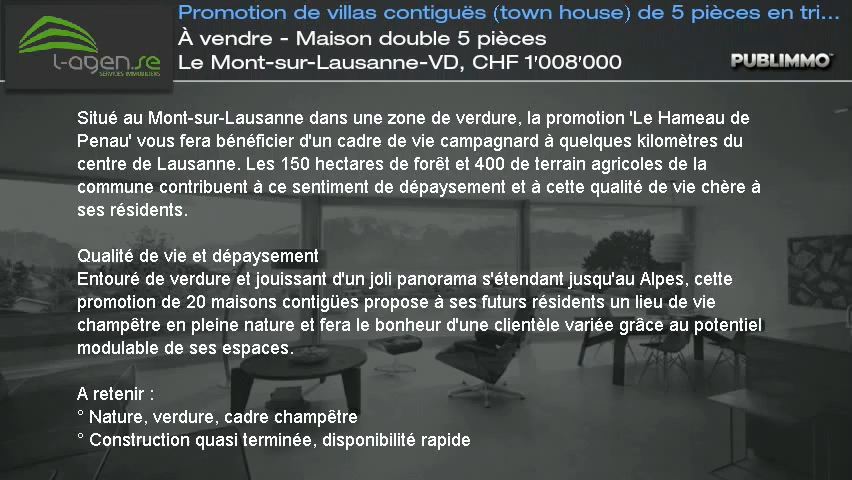 Promotion de villas contiguës (town house) de 5 pièces en tri...
À vendre - Maison double 5 pièces
Le Mont-sur-Lausanne-VD, CHF 1'008'000
l-agen.se
SERVICES IMMOBILIERS
PUBLIMMO
Situé au Mont-sur-Lausanne dans une zone de verdure, la promotion 'Le Hameau de
Penau' vous fera bénéficier d'un cadre de vie campagnard à quelques kilomètres du
centre de Lausanne. Les 150 hectares de forêt et 400 de terrain agricoles de la
commune contribuent à ce sentiment de dépaysement et à cette qualité de vie chère à
ses résidents.
Qualité de vie et dépaysement
Entouré de verdure et jouissant d'un joli panorama s'étendant jusqu'au Alpes, cette
promotion de 20 maisons contigües propose à ses futurs résidents un lieu de vie
champêtre en pleine nature et fera le bonheur d'une clientèle variée grâce au potentiel
modulable de ses espaces.
A retenir :
° Nature, verdure, cadre champêtre
° Construction quasi terminée, disponibilité rapide